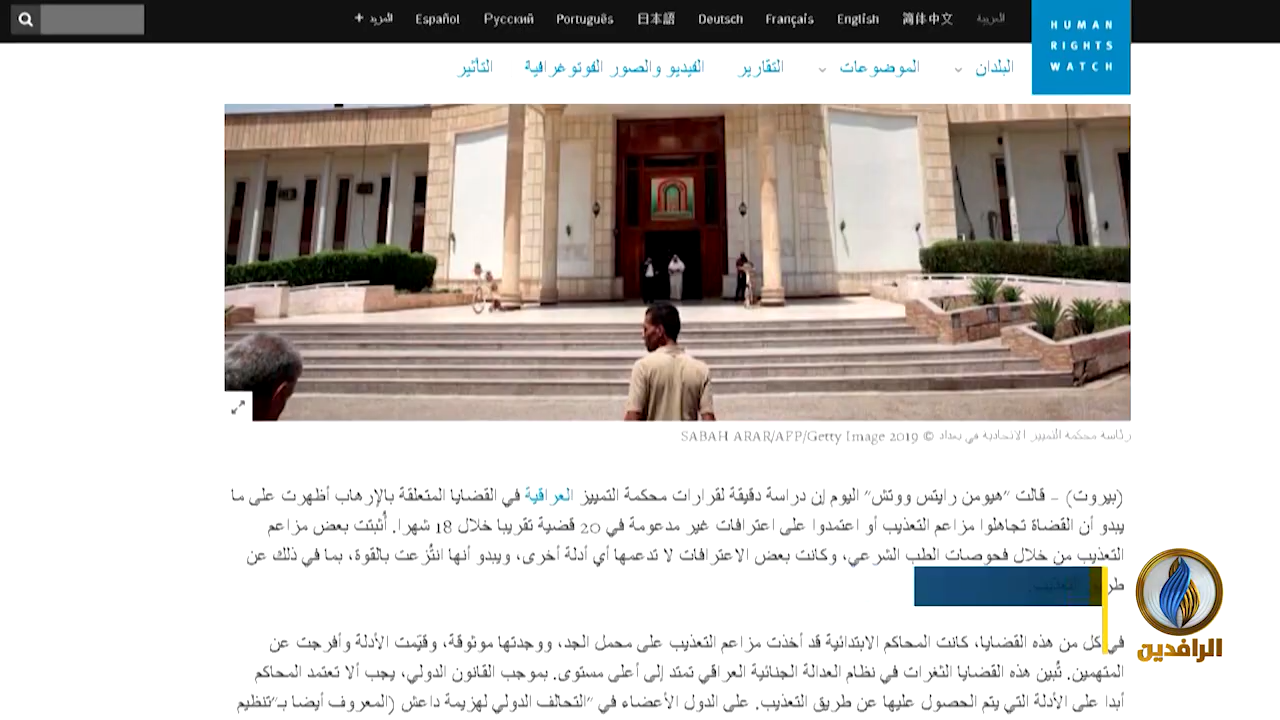 العربية 简体中文 English Français Deutsch 日本語 Português Русский Español المزيد +
HUMAN
RIGHTS
WATCH
البلدان الموضوعات التقارير الفيديو والصور الفوتوغرافية التأثير
رئاسة محكمة التمييز الاتحادية في بغداد © 2019 SABAH ARAR/AFP/Getty Image
(بيروت) – قالت "هيومن رايتس ووتش" اليوم إن دراسة دقيقة لقرارات محكمة التمييز العراقية في القضايا المتعلقة بالإرهاب أظهرت على ما
يبدو أن القضاة تجاهلوا مزاعم التعذيب أو اعتمدوا على اعترافات غير مدعومة في 20 قضية تقريبا خلال 18 شهرا. أُثبتت بعض مزاعم
التعذيب من خلال فحوصات الطب الشرعي، وكانت بعض الاعترافات لا تدعمها أي أدلة أخرى، ويبدو أنها انتُزعت بالقوة، بما في ذلك عن
التعذيب.
في كل من هذه القضايا، كانت المحاكم الابتدائية قد أخذت مزاعم التعذيب على محمل الجد، ووجدتها موثوقة، وقيّمت الأدلة وأفرجت عن
المتهمين. تُبين هذه القضايا الثغرات في نظام العدالة الجنائية العراقي تمتد إلى أعلى مستوى. بموجب القانون الدولي، يجب ألا تعتمد المحاكم
أبدا على الأدلة التي يتم الحصول عليها عن طريق التعذيب. على الدول الأعضاء في "التحالف الدولي لهزيمة داعش (المعروف أيضا بـ"تنظيم
الرافدين